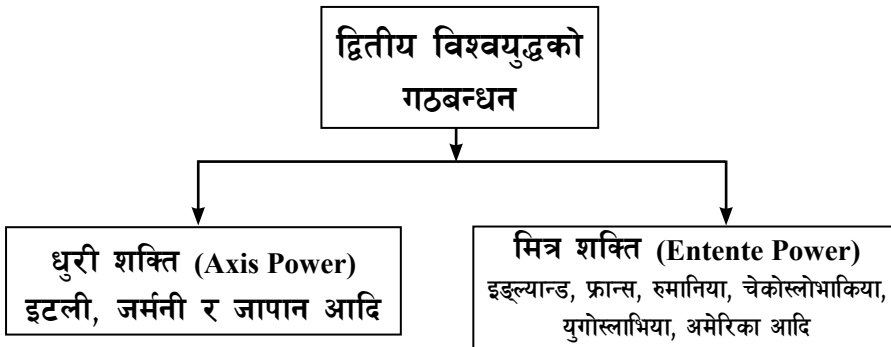 द्वितीय विश्वयुद्धको
गठबन्धन
धुरी शक्ति (Axis Power)
इटली, जर्मनी र जापान आदि
मित्र शक्ति (Entente Power)
इङ्ल्यान्ड, फ्रान्स, रुमानिया, चेकोस्लोभाकिया,
युगोस्लाभिया, अमेरिका आदि